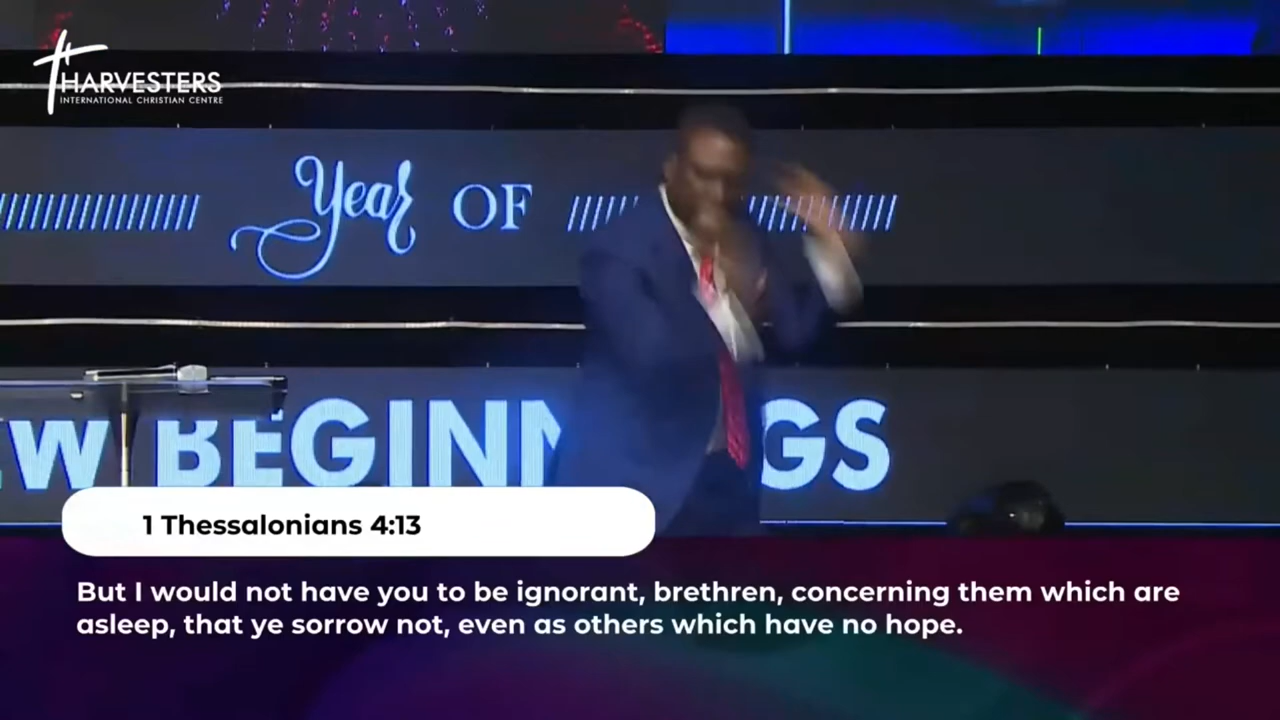 HARVESTERS
INTERNATIONAL CHRISTIAN CENTRE
Year OF
BEGINN GS
1 Thessalonians 4:13
But I would not have you to be ignorant, brethren, concerning them which are
asleep, that ye sorrow not, even as others which have no hope.